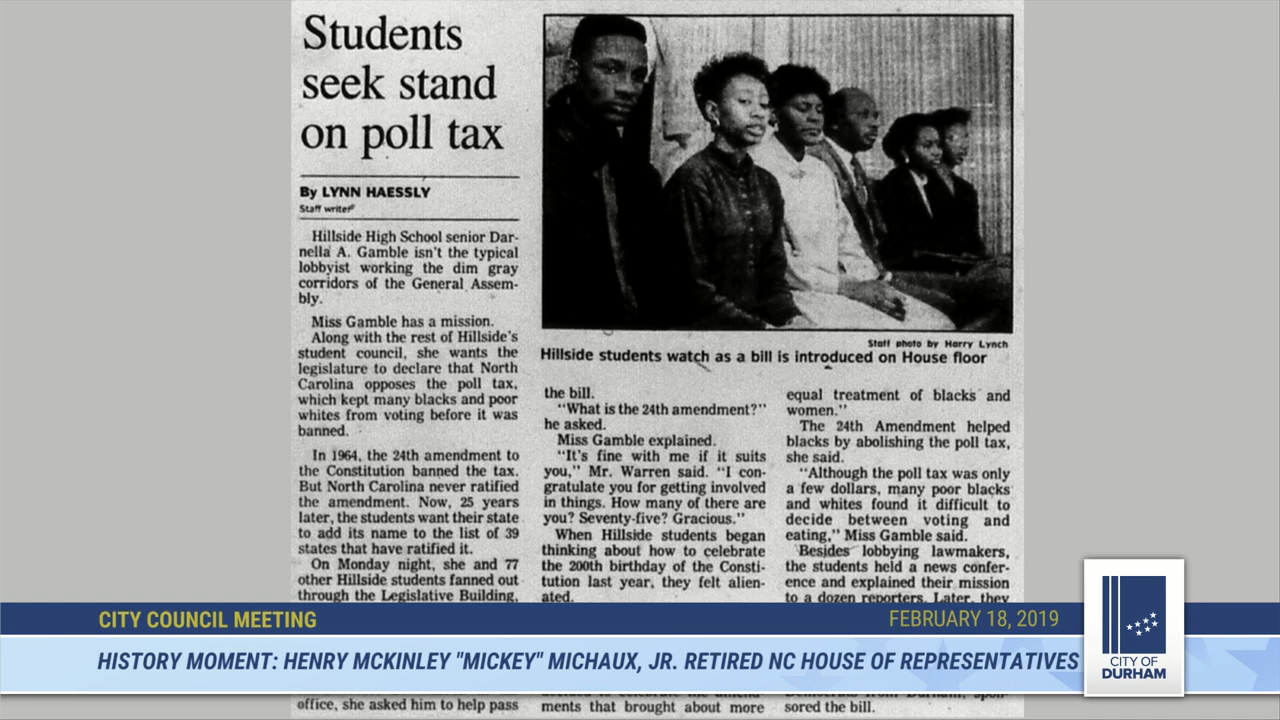 Students
seek stand
on poll tax
By LYNN HAESSLY
Staff writer
Hillside High School senior Dar-
nella A. Gamble isn't the typical
lobbyist working the dim gray
corridors of the General Assem-
bly.
Miss Gamble has a mission.
Along with the rest of Hillside's
student council, she wants the
legislature to declare that North
Carolina opposes the poll tax,
which kept many blacks and poor
whites from voting before it was
banned.
In 1964, the 24th amendment to
the Constitution banned the tax.
But North Carolina never ratified
the amendment. Now, 25 years
later, the students want their state
to add its name to the list of 39
states that have ratified it.
On Monday night, she and 77
other Hillside students fanned out
through the Legislative Building,
office, she asked him to help pass
Staff photo by Harry Lynch
Hillside students watch as a bill is introduced on House floor
the bill.
"What is the 24th amendment?"
he asked.
Miss Gamble explained.
"It's fine with me if it suits
you," Mr. Warren said. "I con-
gratulate you for getting involved
in things. How many of there are
you? Seventy-five? Gracious."
When Hillside students began
thinking about how to celebrate
the 200th birthday of the Consti-
tution last year, they felt alien-
ated.
ments that brought about more
equal treatment of blacks and
women."
The 24th Amendment helped
blacks by abolishing the poll tax,
she said.
"Although the poll tax was only
a few dollars, many poor blacks
and whites found it difficult to
decide between voting and
eating," Miss Gamble said.
Besides lobbying lawmakers,
the students held a news confer-
ence and explained their mission
to a dozen reporters. Later, they
sored the bill.
CITY COUNCIL MEETING
FEBRUARY 18, 2019
HISTORY MOMENT: HENRY MCKINLEY "MICKEY" MICHAUX, JR. RETIRED NC HOUSE OF REPRESENTATIVES
CITY OF
DURHAM